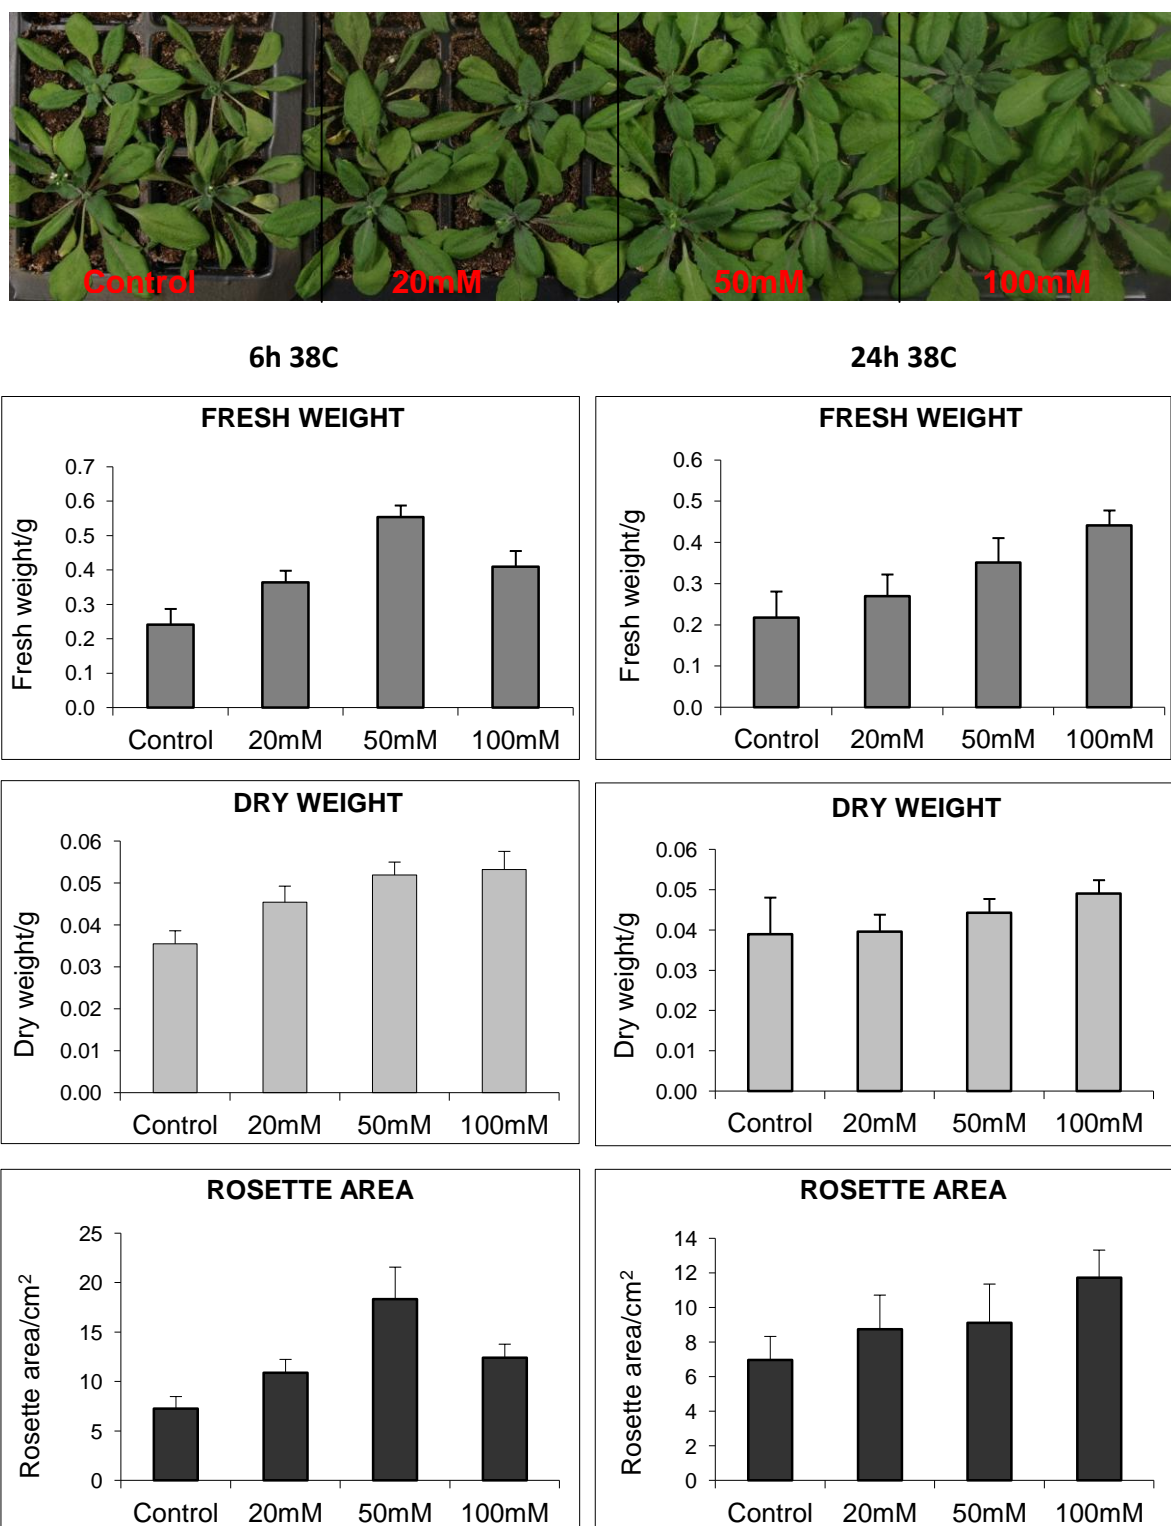 Control 20mM 50mM 100mM
6h 38C
24h 38C
FRESH WEIGHT
Fresh weight/g
0.7
0.6
0.5
0.4
0.3
0.2
0.1
0.0
Control 20mM 50mM 100mM
FRESH WEIGHT
Fresh weight/g
0.6
0.5
0.4
0.3
0.2
0.1
0.0
Control 20mM 50mM 100mM
DRY WEIGHT
Dry weight/g
0.06
0.05
0.04
0.03
0.02
0.01
0.00
Control 20mM 50mM 100mM
DRY WEIGHT
Dry weight/g
0.06
0.05
0.04
0.03
0.02
0.01
0.00
Control 20mM 50mM 100mM
ROSETTE AREA
Rosette area/cm²
25
20
15
10
5
0
Control 20mM 50mM 100mM
ROSETTE AREA
Rosette area/cm²
14
12
10
8
6
4
2
0
Control 20mM 50mM 100mM